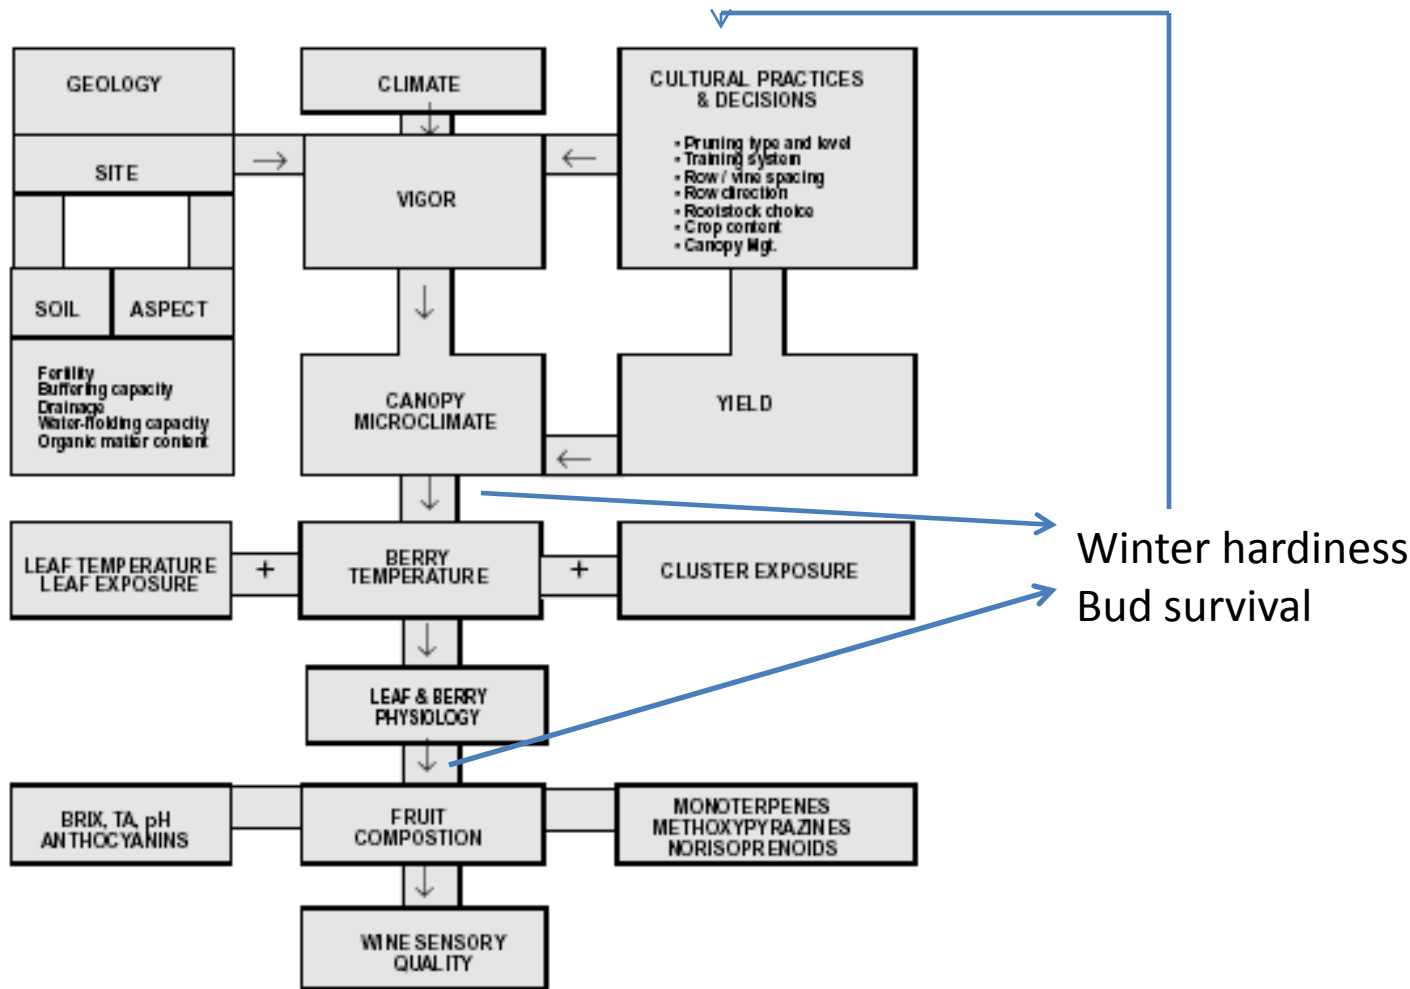 GEOLOGY
SITE
SOIL
ASPECT
Fertility
Buffering capacity
Drainage
Water-holding capacity
Organic matter content
CLIMATE
VIGOR
CULTURAL PRACTICES
& DECISIONS
• Pruning type and level
• Training system
• Row / vine spacing
• Row direction
• Rootstock choice
• Crop content
• Canopy Mgt.
CANOPY
MICROCLIMATE
YIELD
LEAF TEMPERATURE
LEAF EXPOSURE
+
BERRY
TEMPERATURE
+
CLUSTER EXPOSURE
Winter hardiness
Bud survival
LEAF & BERRY
PHYSIOLOGY
BRIX, TA, pH
ANTHOCYANINS
FRUIT
COMPOSTION
MONOTERPENES
METHOXYPYRAZINES
NORISOPRENOIDS
WINE SENSORY
QUALITY